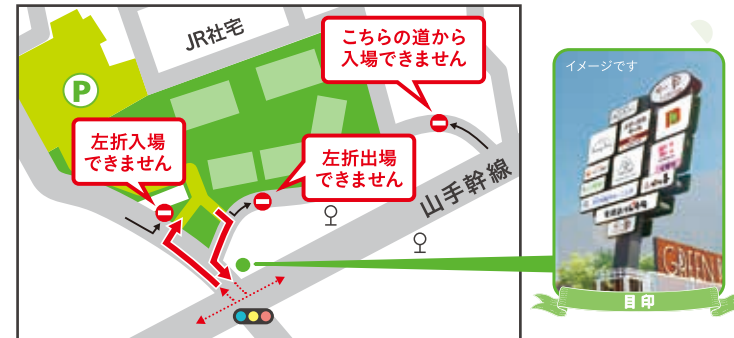 JR社宅
こちらの道から
入場できません
P
左折入場
できません
左折出場
できません
山手幹線
イメージです
GREEN
目印